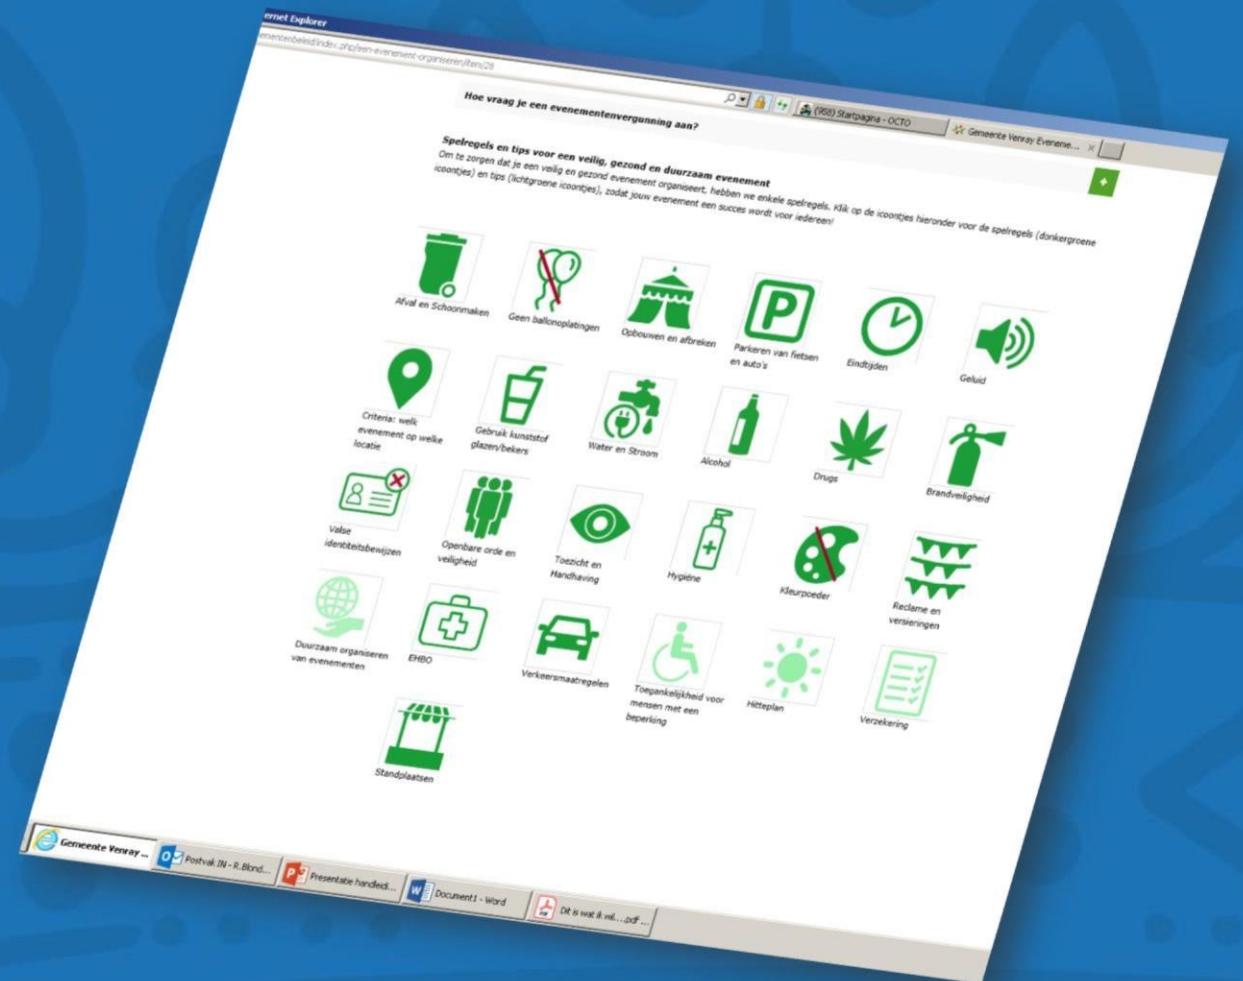 ernet Explorer
ementenbeleid/index.php/een-evenement-organiseren/item/28
(958) Startpagina - OCTO
Gemeente Venray Eveneme...
Hoe vraag je een evenementenvergunning aan?
+
Spelregels en tips voor een veilig, gezond en duurzaam evenement
Om te zorgen dat je een veilig en gezond evenement organiseert, hebben we enkele spelregels. Klik op de icoontjes hieronder voor de spelregels (donkergroene
icoontjes) en tips (lichtgroene icoontjes), zodat jouw evenement een succes wordt voor iedereen!
Afval en Schoonmaken
Geen ballonoplatingen
Opbouwen en afbreken
P
Parkeren van fietsen
en auto's
Eindtijden
Geluid
Criteria: welk
evenement op welke
locatie
Gebruik kunststof
glazen/bekers
Water en Stroom
Alcohol
Drugs
Brandveiligheid
Valse
identiteitsbewijzen
Openbare orde en
veiligheid
Toezicht en
Handhaving
Hygiëne
Kleurpoeder
Reclame en
versieringen
Duurzaam organiseren
van evenementen
EHBO
Verkeersmaatregelen
Toegankelijkheid voor
mensen met een
beperking
Hitteplan
Verzekering
Standplaatsen
Gemeente Venray ...
Postvak IN - R.Blond...
Presentatie handleidi...
Document1 - Word
Dit is wat ik wil....pdf ...